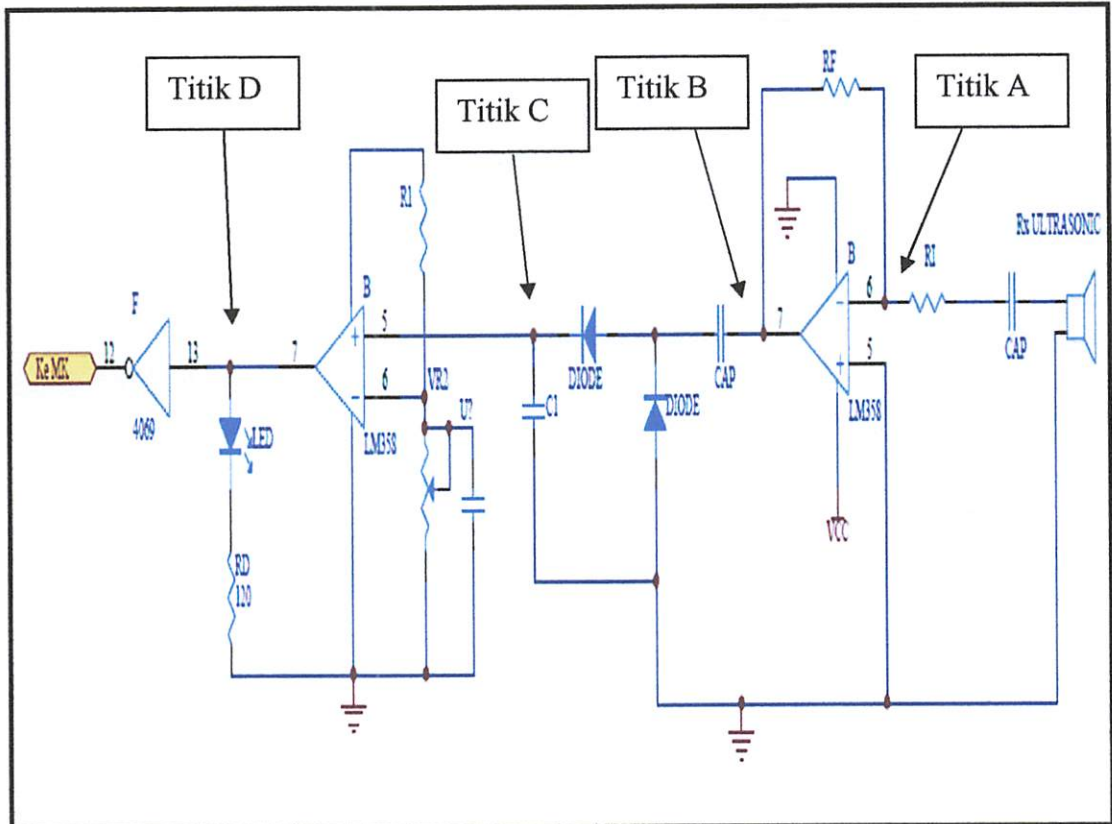 Titik D
Titik C
Titik B
Titik A
RF
R1
Rx ULTRASONIC
B
6
RI
F
B
5
7
CAP
Ke MK
12
13
7
DIODE
CAP
5
6
VR2
U?
C1
DIODE
LM358
4069
LED
LM358
VCC
RD
120